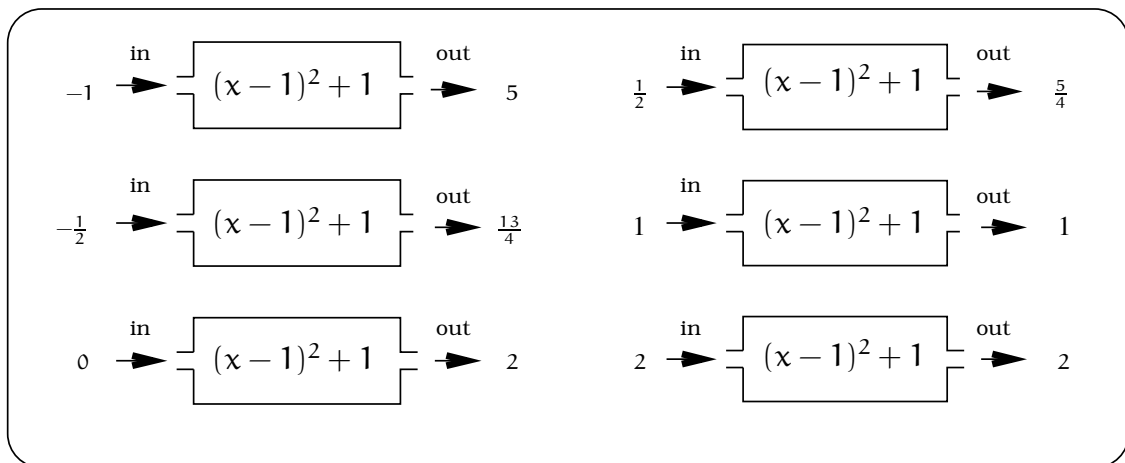 in out in out
−1 (x − 1)² + 1 5 ½ (x − 1)² + 1 5/4
in out in out
−½ (x − 1)² + 1 13/4 1 (x − 1)² + 1 1
in out in out
0 (x − 1)² + 1 2 2 (x − 1)² + 1 2